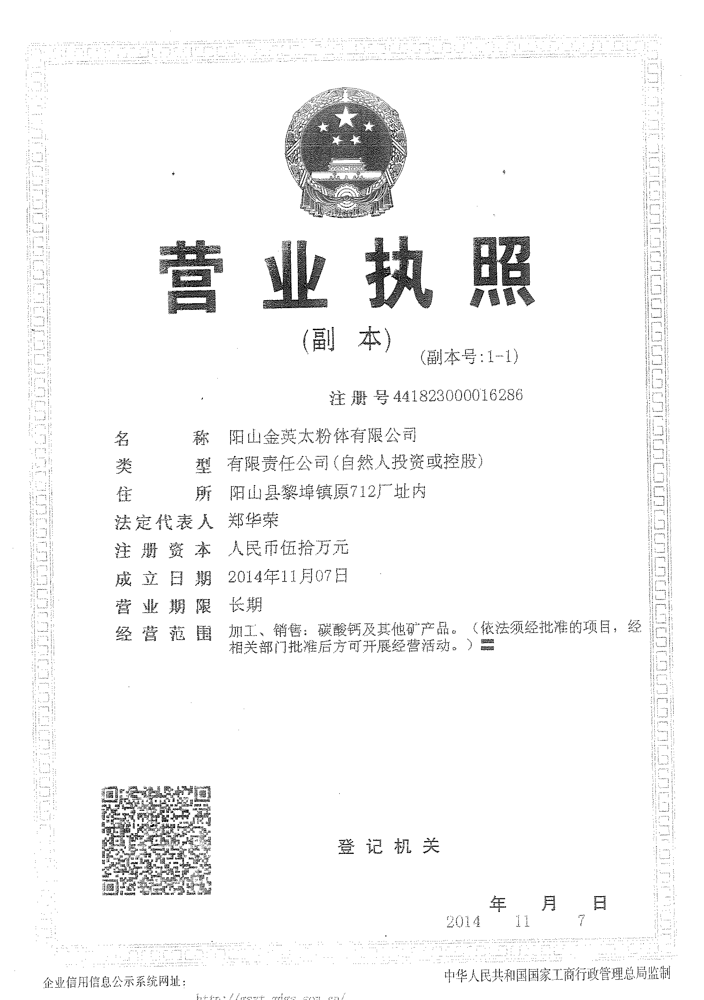 营业执照
(副 本)
(副本号:1-1)
注 册 号441823000016286
名 称 阳山金英太粉体有限公司
类 型 有限责任公司(自然人投资或控股)
住 所 阳山县黎埠镇原712厂址内
法定代表人 郑华荣
注 册 资 本 人民币伍拾万元
成 立 日 期 2014年11月07日
营 业 期 限 长期
经 营 范 围 加工、销售：碳酸钙及其他矿产品。（依法须经批准的项目，经
相关部门批准后方可开展经营活动。）
登 记 机 关
年 月 日
2014 11 7
企业信用信息公示系统网址：
中华人民共和国国家工商行政管理总局监制